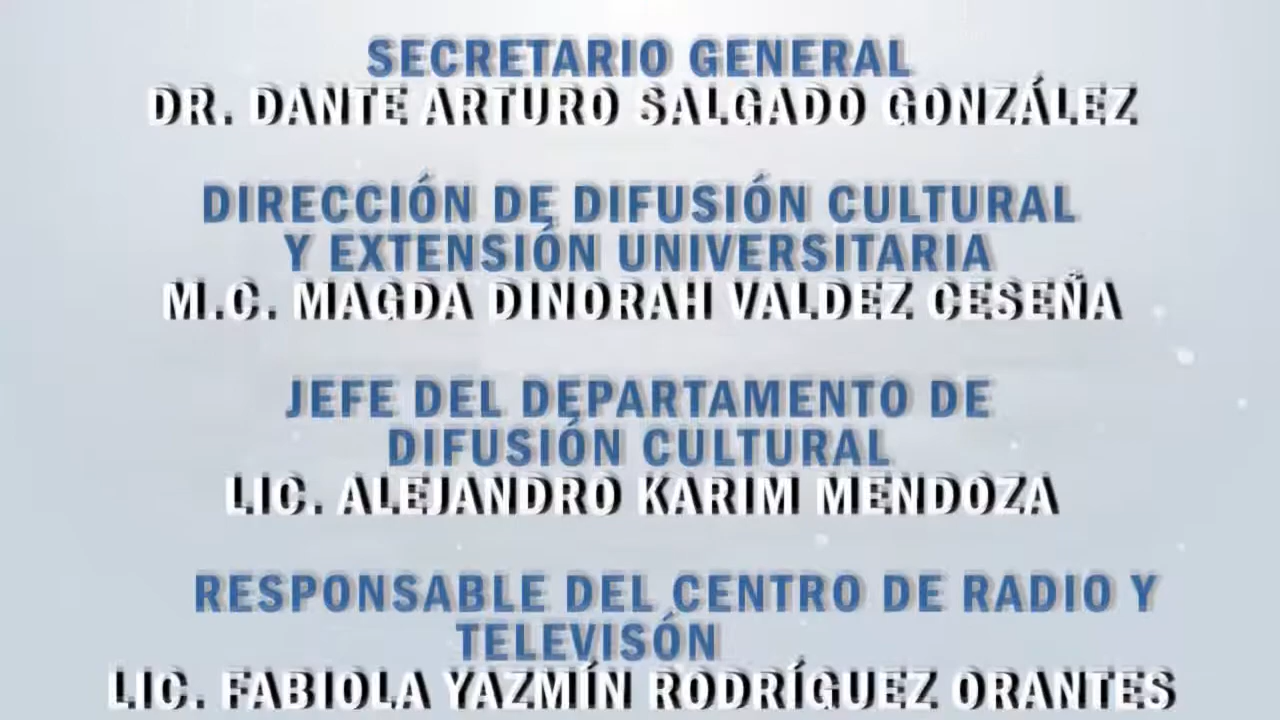 SECRETARIO GENERAL
DR. DANTE ARTURO SALGADO GONZÁLEZ
DIRECCIÓN DE DIFUSIÓN CULTURAL
Y EXTENSIÓN UNIVERSITARIA
M.C. MAGDA DINORAH VALDEZ CESEÑA
JEFE DEL DEPARTAMENTO DE
DIFUSIÓN CULTURAL
LIC. ALEJANDRO KARIM MENDOZA
RESPONSABLE DEL CENTRO DE RADIO Y
TELEVISÓN
LIC. FABIOLA YAZMÍN RODRÍGUEZ ORANTES